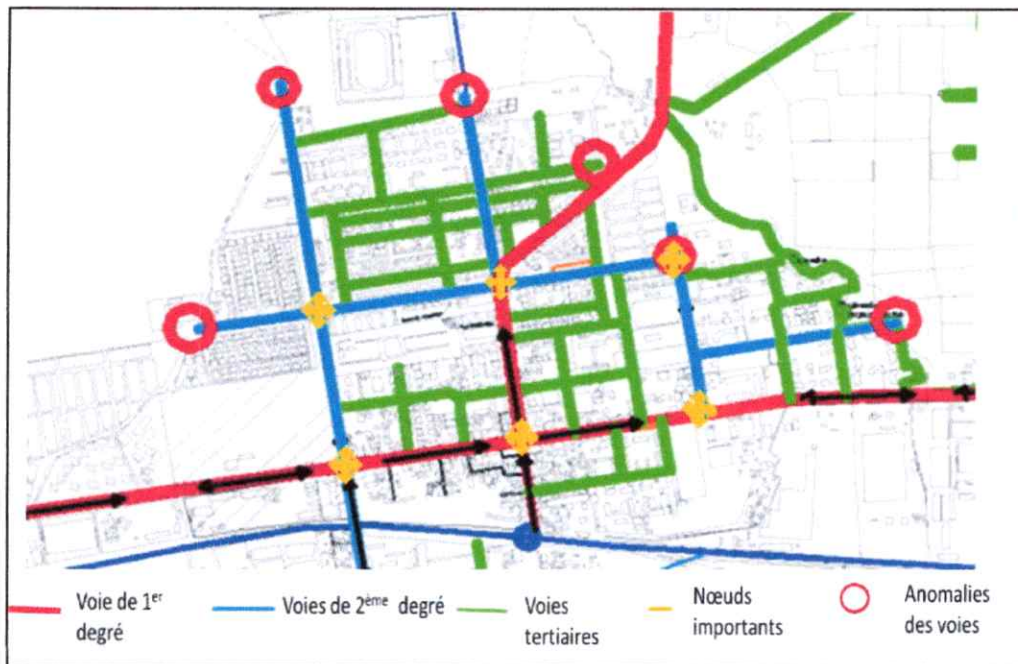 Voie de 1er
degré
Voies de 2ème degré
Voies
tertiaires
Nœuds
importants
Anomalies
des voies